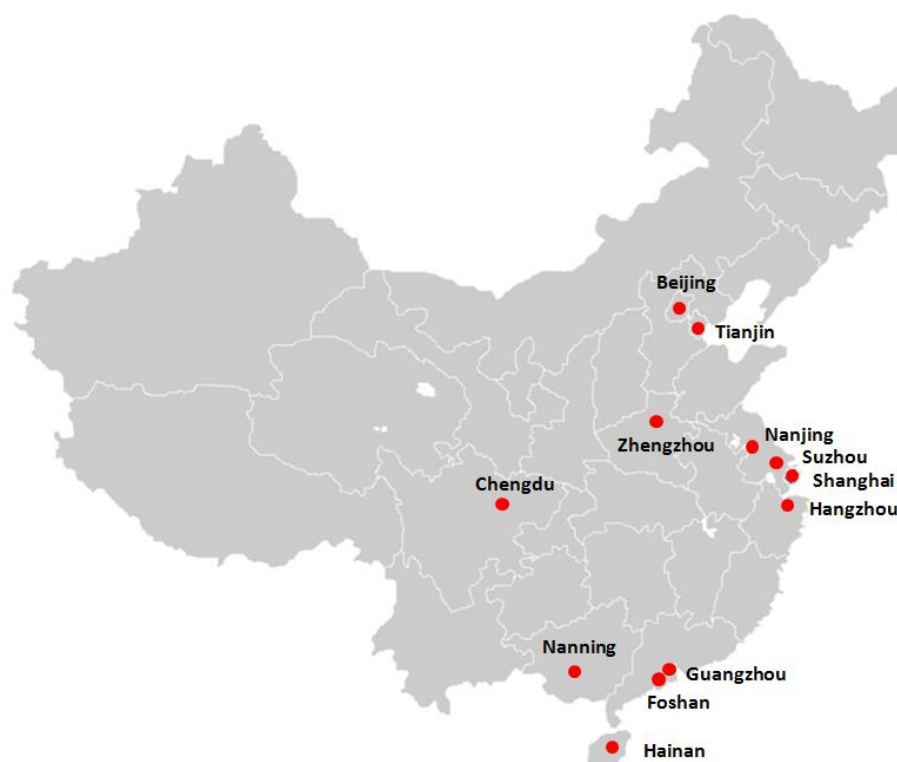 Beijing
Tianjin
Zhengzhou
Nanjing
Suzhou
Shanghai
Chengdu
Hangzhou
Nanning
Guangzhou
Foshan
Hainan